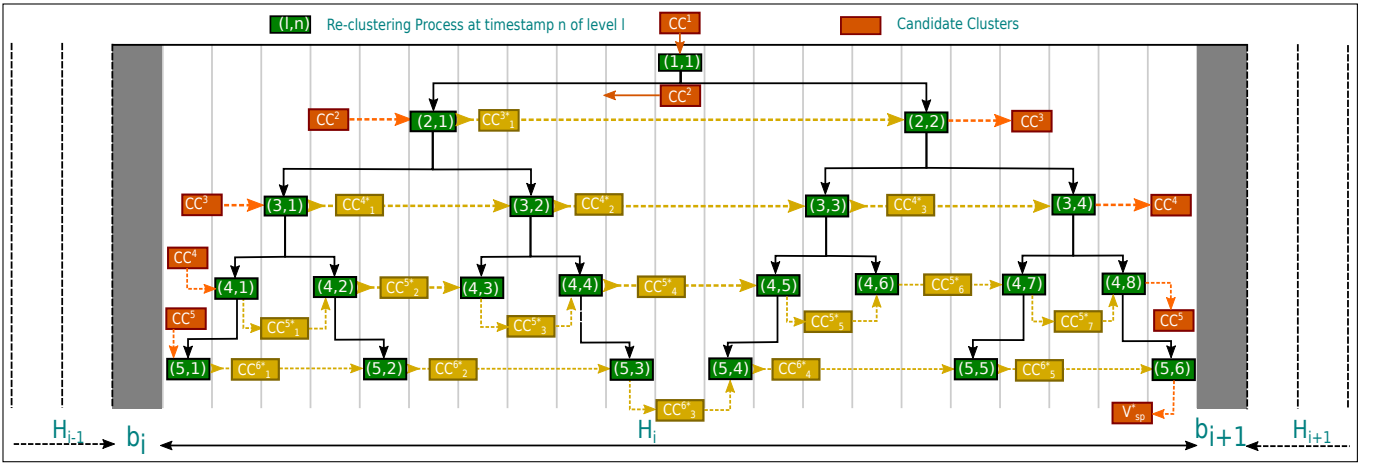 (l,n) Re-clustering Process at timestamp n of level l CC¹ Candidate Clusters
(1,1)
CC²
CC² (2,1) CC³*₁ (2,2) CC³
CC³ (3,1) CC⁴*₁ (3,2) CC⁴*₂ (3,3) CC⁴*₃ (3,4) CC⁴
CC⁴
(4,1) (4,2) CC⁵*₂ (4,3) (4,4) CC⁵*₄ (4,5) (4,6) CC⁵*₆ (4,7) (4,8)
CC⁵ CC⁵*₁ CC⁵*₃ CC⁵*₅ CC⁵*₇ CC⁵
(5,1) CC⁶*₁ (5,2) CC⁶*₂ (5,3) (5,4) CC⁶*₄ (5,5) CC⁶*₅ (5,6)
CC⁶*₃ V*sp
H i-1 b i H i b i+1 H i+1